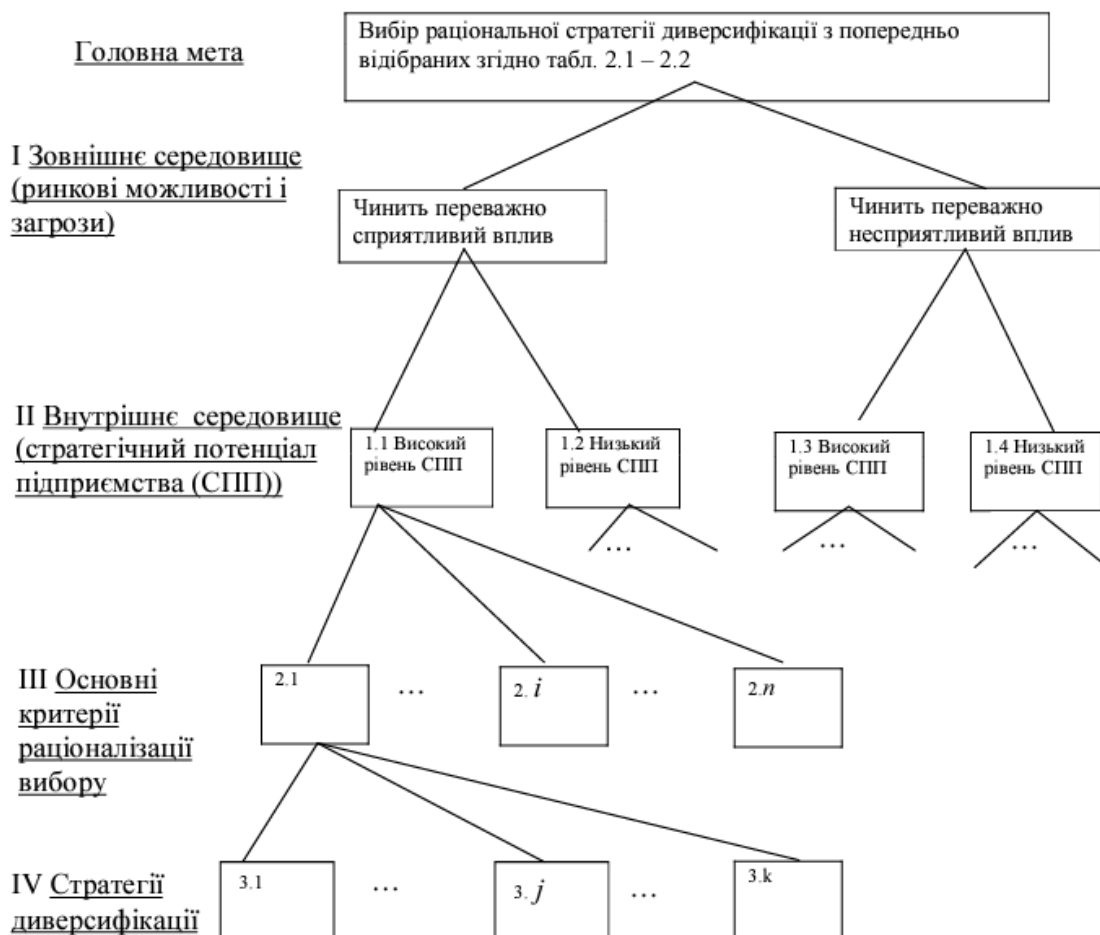 Головна мета
Вибір раціональної стратегії диверсифікації з попередньо
відібраних згідно табл. 2.1 – 2.2
І Зовнішнє середовище
(ринкові можливості і
загрози)
Чинить переважно
сприятливий вплив
Чинить переважно
несприятливий вплив
ІІ Внутрішнє середовище
(стратегічний потенціал
підприємства (СПП))
1.1 Високий
рівень СПП
1.2 Низький
рівень СПП
1.3 Високий
рівень СПП
1.4 Низький
рівень СПП
...
...
...
ІІІ Основні
критерії
раціоналізації
вибору
2.1
...
2. i
...
2.n
IV Стратегії
диверсифікації
3.1
...
3. j
...
3.k